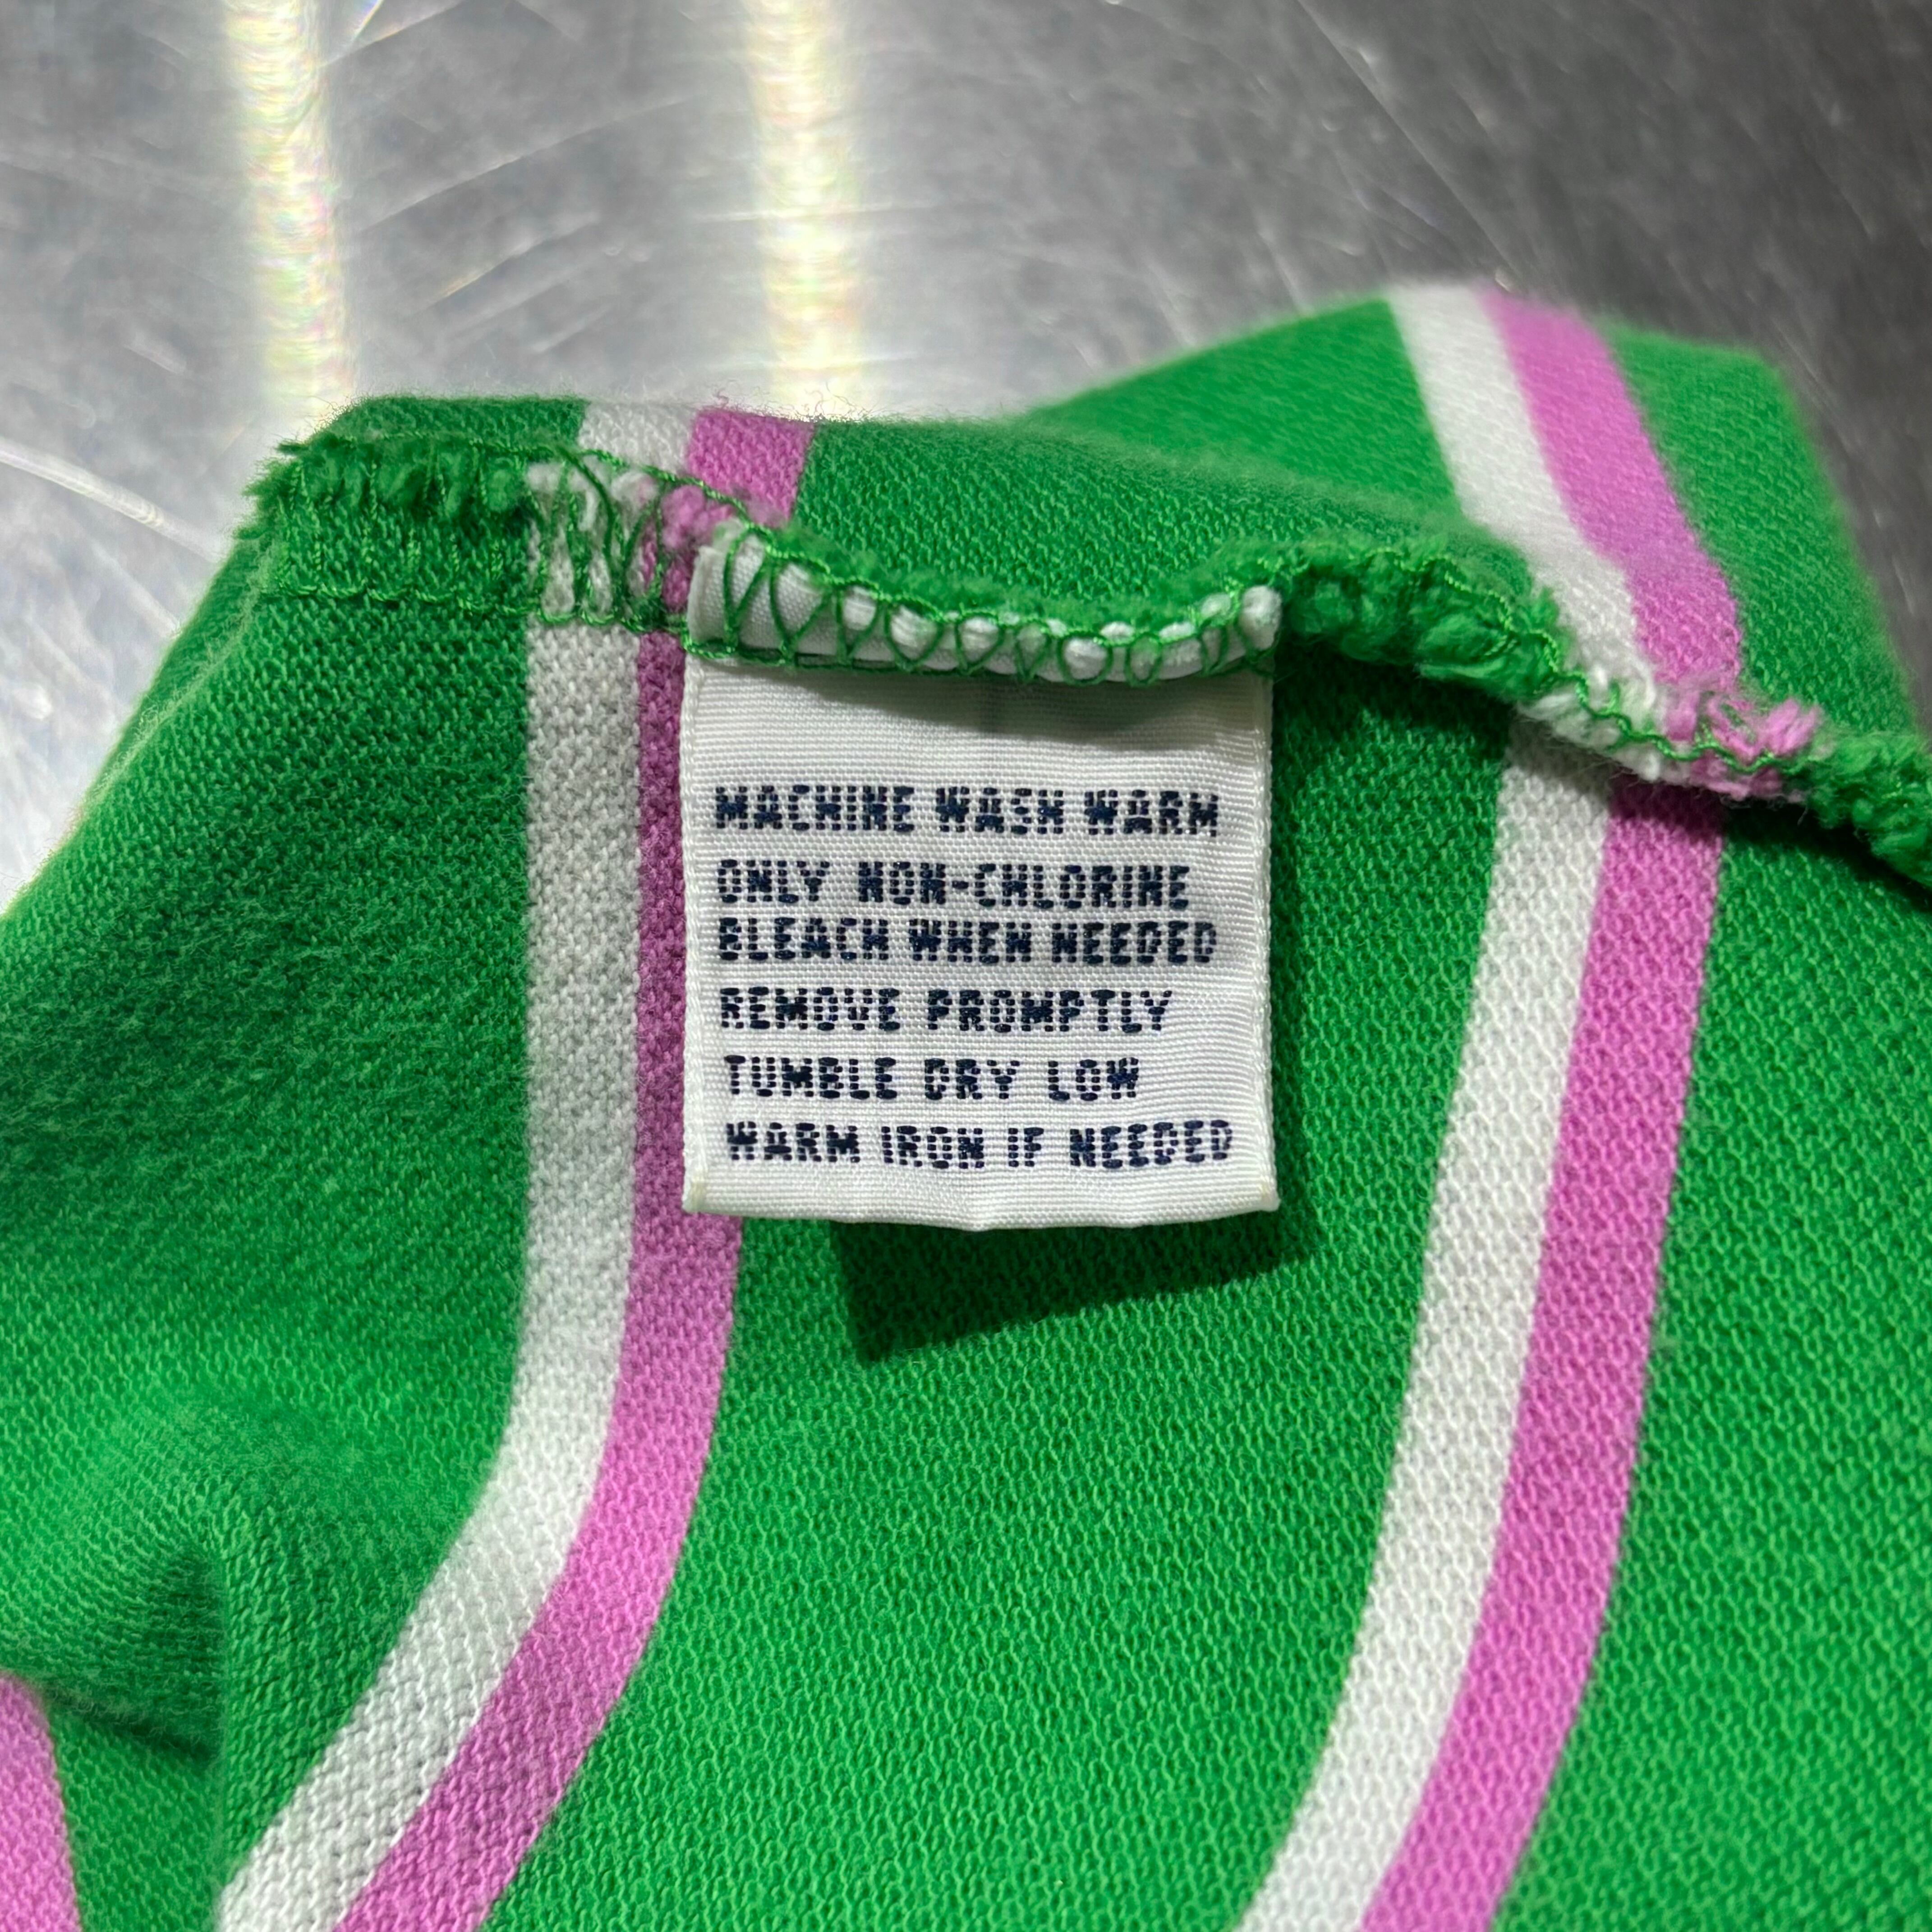 MACHINE WASH WARM
ONLY NON-CHLORINE
BLEACH WHEN NEEDED
REMOVE PROMPTLY
TUMBLE DRY LOW
WARM IRON IF NEEDED